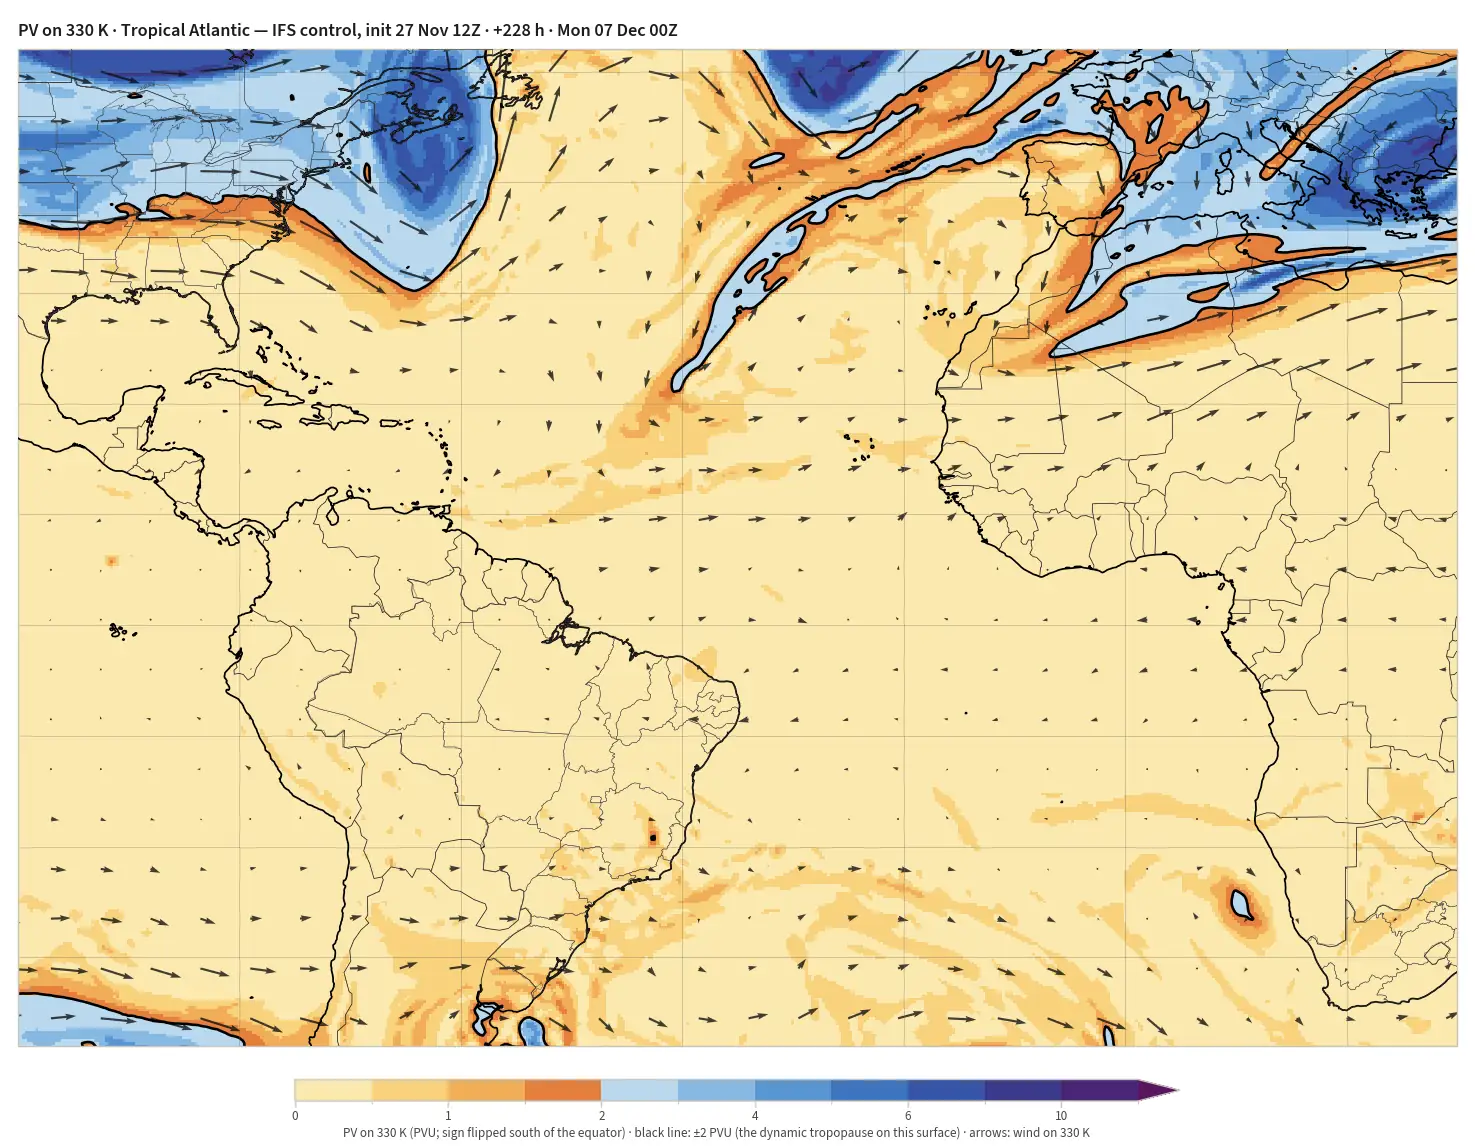 PV on 330 K · Tropical Atlantic — IFS control, init 27 Nov 12Z · +228 h · Mon 07 Dec 00Z
0 1 2 4 6 8 10
PV on 330 K (PVU; sign flipped south of the equator) · black line: ±2 PVU (the dynamic tropopause on this surface) · arrows: wind on 330 K